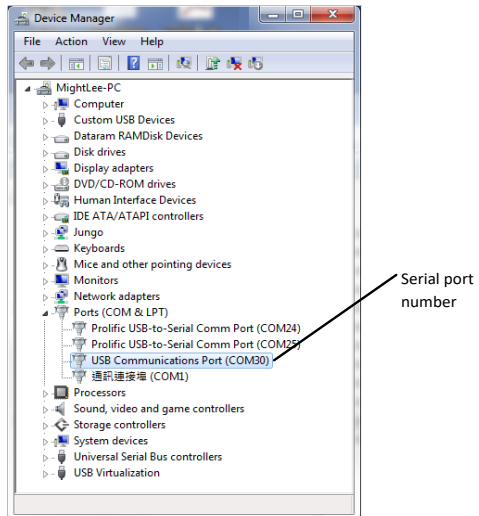 Device Manager
File Action View Help
MightLee-PC
Computer
Custom USB Devices
Dataram RAMDisk Devices
Disk drives
Display adapters
DVD/CD-ROM drives
Human Interface Devices
IDE ATA/ATAPI controllers
Jungo
Keyboards
Mice and other pointing devices
Monitors
Network adapters
Ports (COM & LPT)
Prolific USB-to-Serial Comm Port (COM24)
Prolific USB-to-Serial Comm Port (COM25)
USB Communications Port (COM30)
通訊連接埠 (COM1)
Processors
Sound, video and game controllers
Storage controllers
System devices
Universal Serial Bus controllers
USB Virtualization
Serial port
number